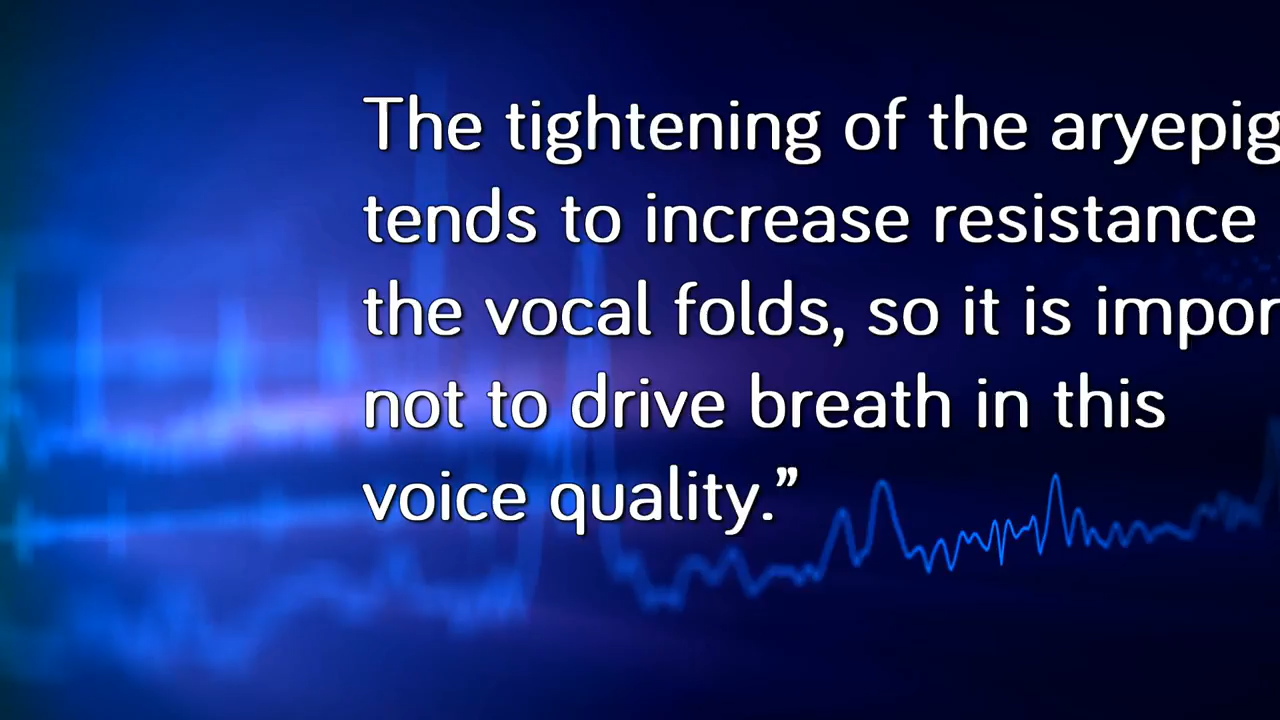 The tightening of the aryepig
tends to increase resistance
the vocal folds, so it is impor
not to drive breath in this
voice quality.”